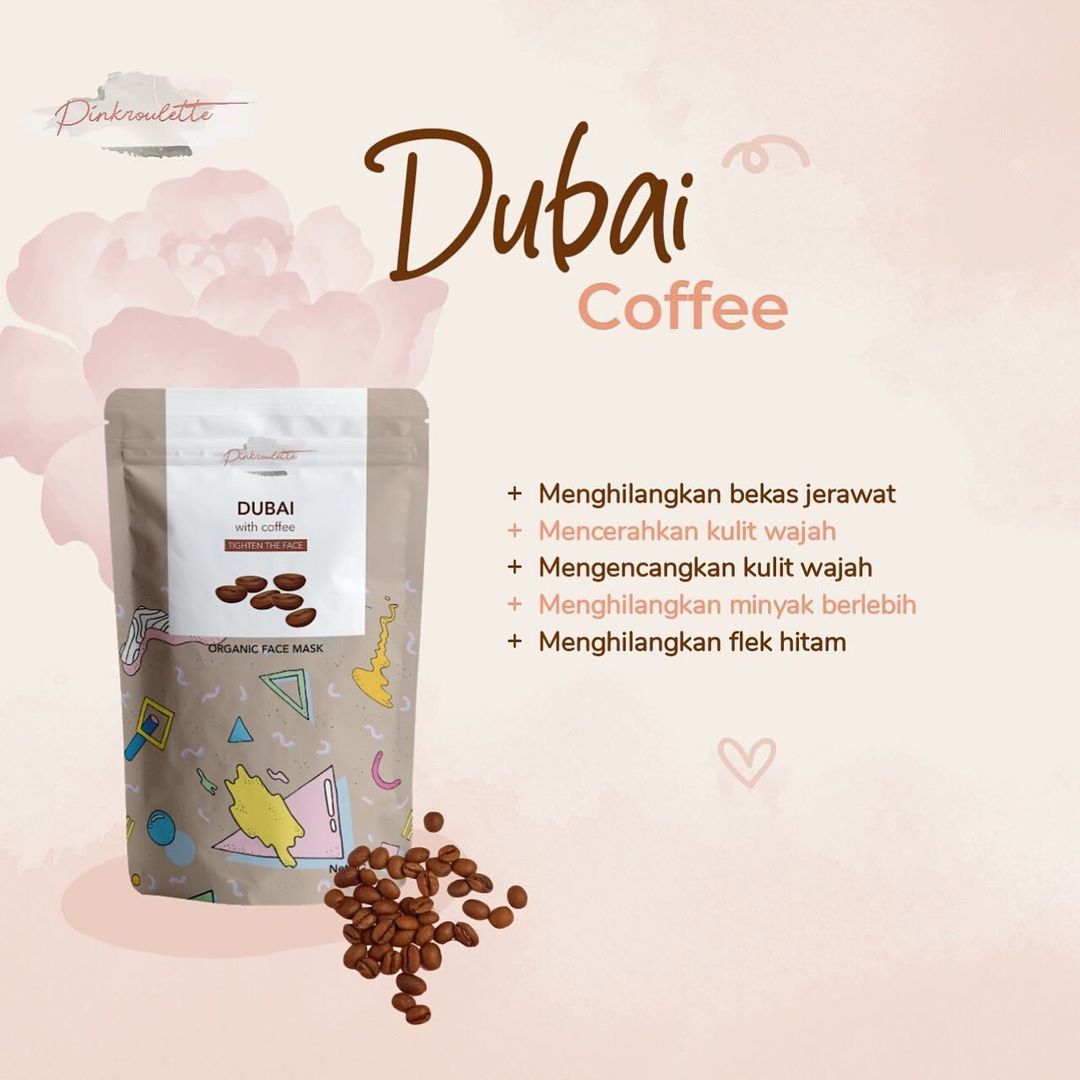 Pinkroulette
Dubai
Coffee
Pinkroulette
DUBAI
with coffee
TIGHTEN THE FACE
ORGANIC FACE MASK
+ Menghilangkan bekas jerawat
+ Mencerahkan kulit wajah
+ Mengencangkan kulit wajah
+ Menghilangkan minyak berlebih
+ Menghilangkan flek hitam